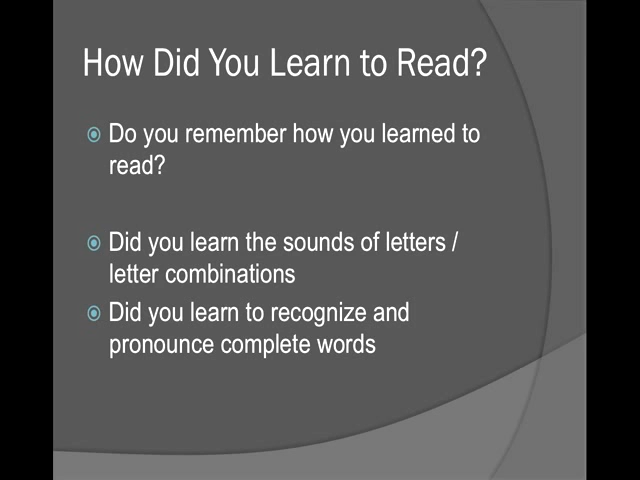 How Did You Learn to Read?
Do you remember how you learned to
read?
Did you learn the sounds of letters /
letter combinations
Did you learn to recognize and
pronounce complete words